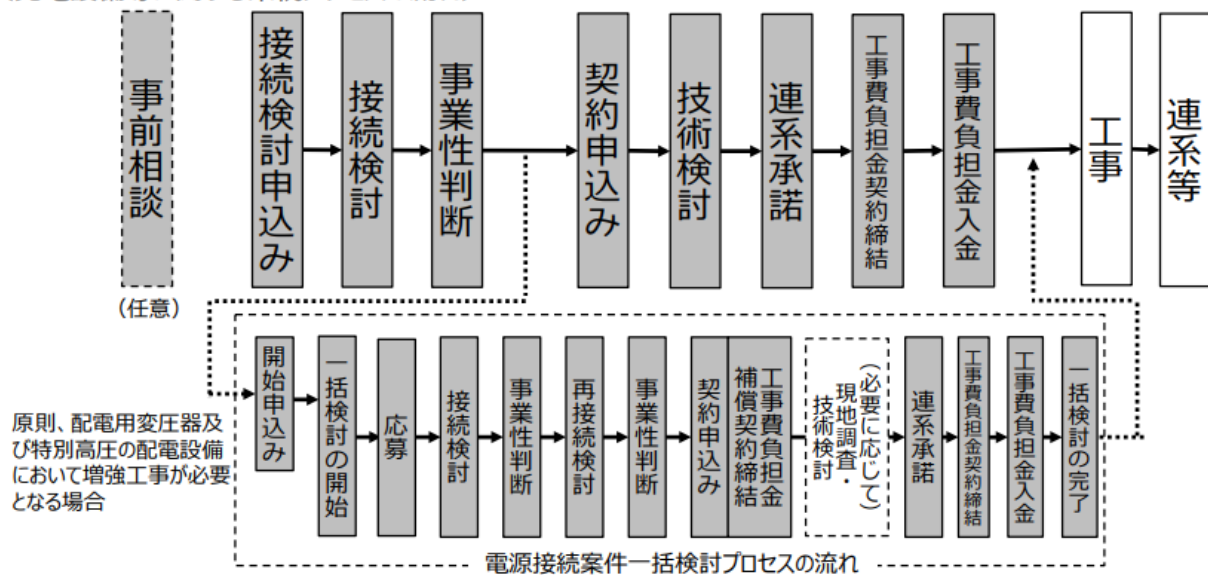 事前相談
(任意)
接続検討申込み
接続検討
事業性判断
契約申込み
技術検討
連系承諾
工事費負担金契約締結
工事費負担金入金
工事
連系等
原則、配電用変圧器及
び特別高圧の配電設備
において増強工事が必要
となる場合
開始申込み
一括検討の開始
応募
接続検討
事業性判断
再接続検討
事業性判断
契約申込み
工事費負担金
補償契約締結
(必要に応じて)
現地調査・
技術検討
連系承諾
工事費負担金契約締結
工事費負担金入金
一括検討の完了
電源接続案件一括検討プロセスの流れ